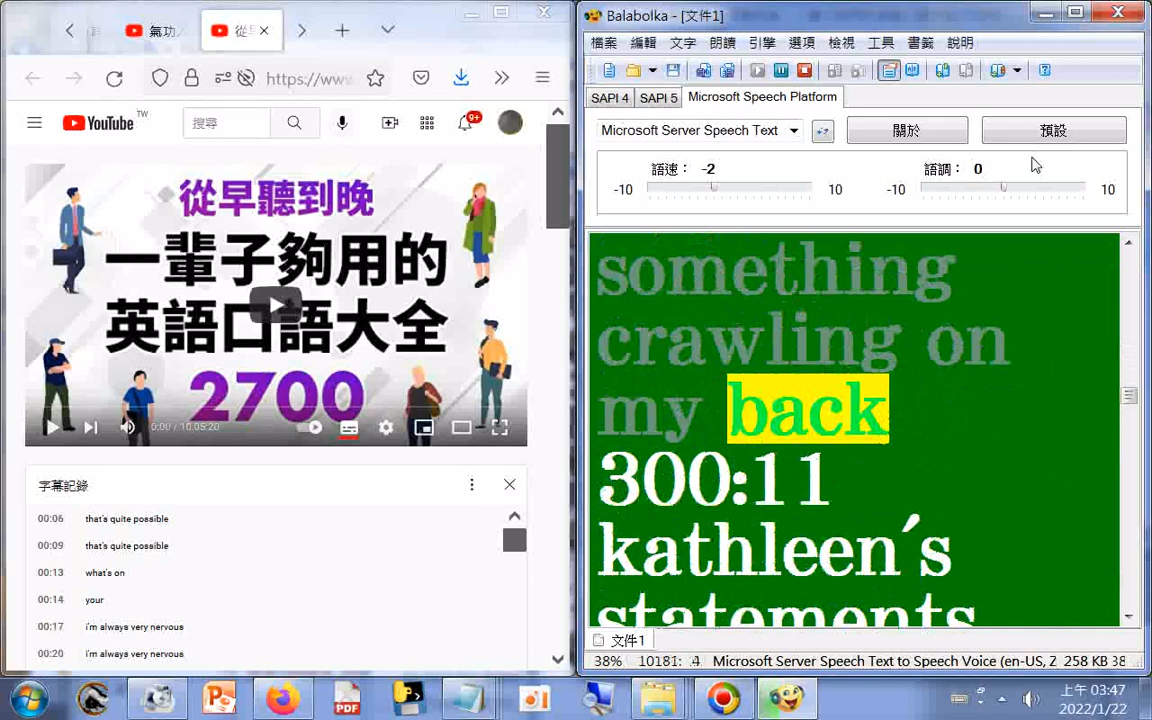 氣功
從
https://www
YouTube TW
搜尋
9+
從早聽到晚
一輩子夠用的
英語口語大全
2700
0:00 / 10:05:20
字幕記錄
00:06 that's quite possible
00:09 that's quite possible
00:13 what's on
00:14 your
00:17 i'm always very nervous
00:20 i'm always very nervous
Balabolka - [文件1]
檔案 編輯 文字 朗讀 引擎 選項 檢視 工具 書籤 說明
SAPI 4 SAPI 5 Microsoft Speech Platform
Microsoft Server Speech Text 關於 預設
語速： -2 語調： 0
-10 10 -10 10
something
crawling on
my back
300:11
kathleen's
statements
文件1
38% 10181: .4 Microsoft Server Speech Text to Speech Voice (en-US, Z 258 KB 38
PDF
上午 03:47
2022/1/22